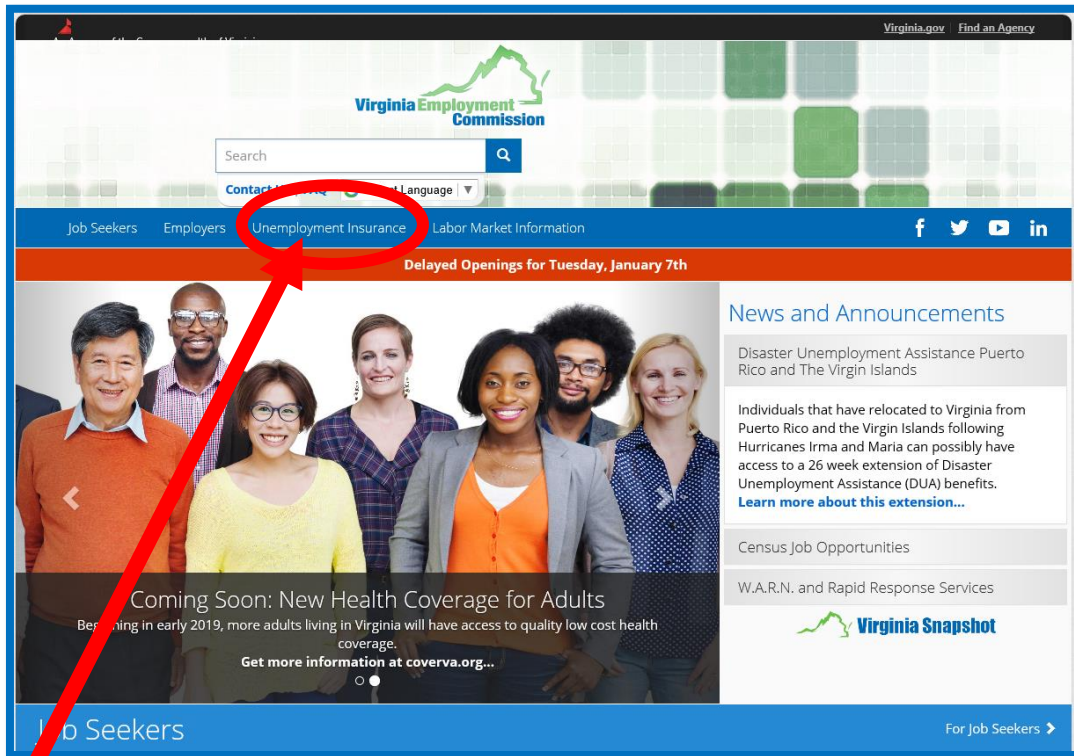 Virginia.gov | Find an Agency
Virginia Employment
Commission
Search
Contact
Language ▼
Job Seekers Employers Unemployment Insurance Labor Market Information
f in
Delayed Openings for Tuesday, January 7th
News and Announcements
Disaster Unemployment Assistance Puerto
Rico and The Virgin Islands
Individuals that have relocated to Virginia from
Puerto Rico and the Virgin Islands following
Hurricanes Irma and Maria can possibly have
access to a 26 week extension of Disaster
Unemployment Assistance (DUA) benefits.
Learn more about this extension...
Census Job Opportunities
W.A.R.N. and Rapid Response Services
Virginia Snapshot
Coming Soon: New Health Coverage for Adults
Beginning in early 2019, more adults living in Virginia will have access to quality low cost health
coverage.
Get more information at coverva.org...
Job Seekers
For Job Seekers